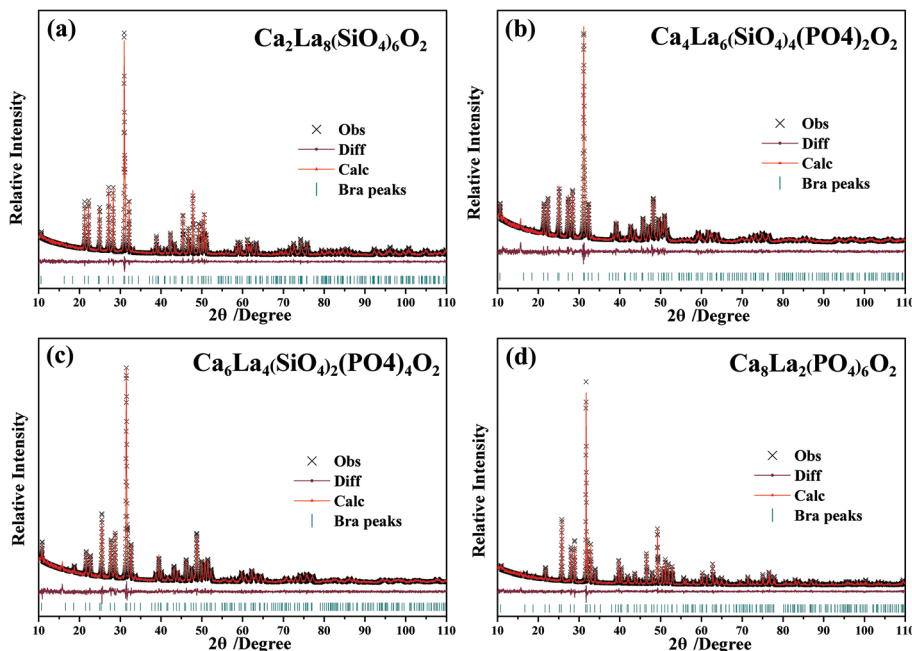 (a)
Ca₂La₈(SiO₄)₆O₂
Relative Intensity
Obs
Diff
Calc
Bra peaks
10 20 30 40 50 60 70 80 90 100 110
2θ /Degree
(b)
Ca₄La₆(SiO₄)₄(PO4)₂O₂
Relative Intensity
Obs
Diff
Calc
Bra peaks
10 20 30 40 50 60 70 80 90 100 110
2θ /Degree
(c)
Ca₆La₄(SiO₄)₂(PO4)₄O₂
Relative Intensity
Obs
Diff
Calc
Bra peaks
10 20 30 40 50 60 70 80 90 100 110
2θ /Degree
(d)
Ca₈La₂(PO₄)₆O₂
Relative Intensity
Obs
Diff
Calc
Bra peaks
10 20 30 40 50 60 70 80 90 100 110
2θ /Degree